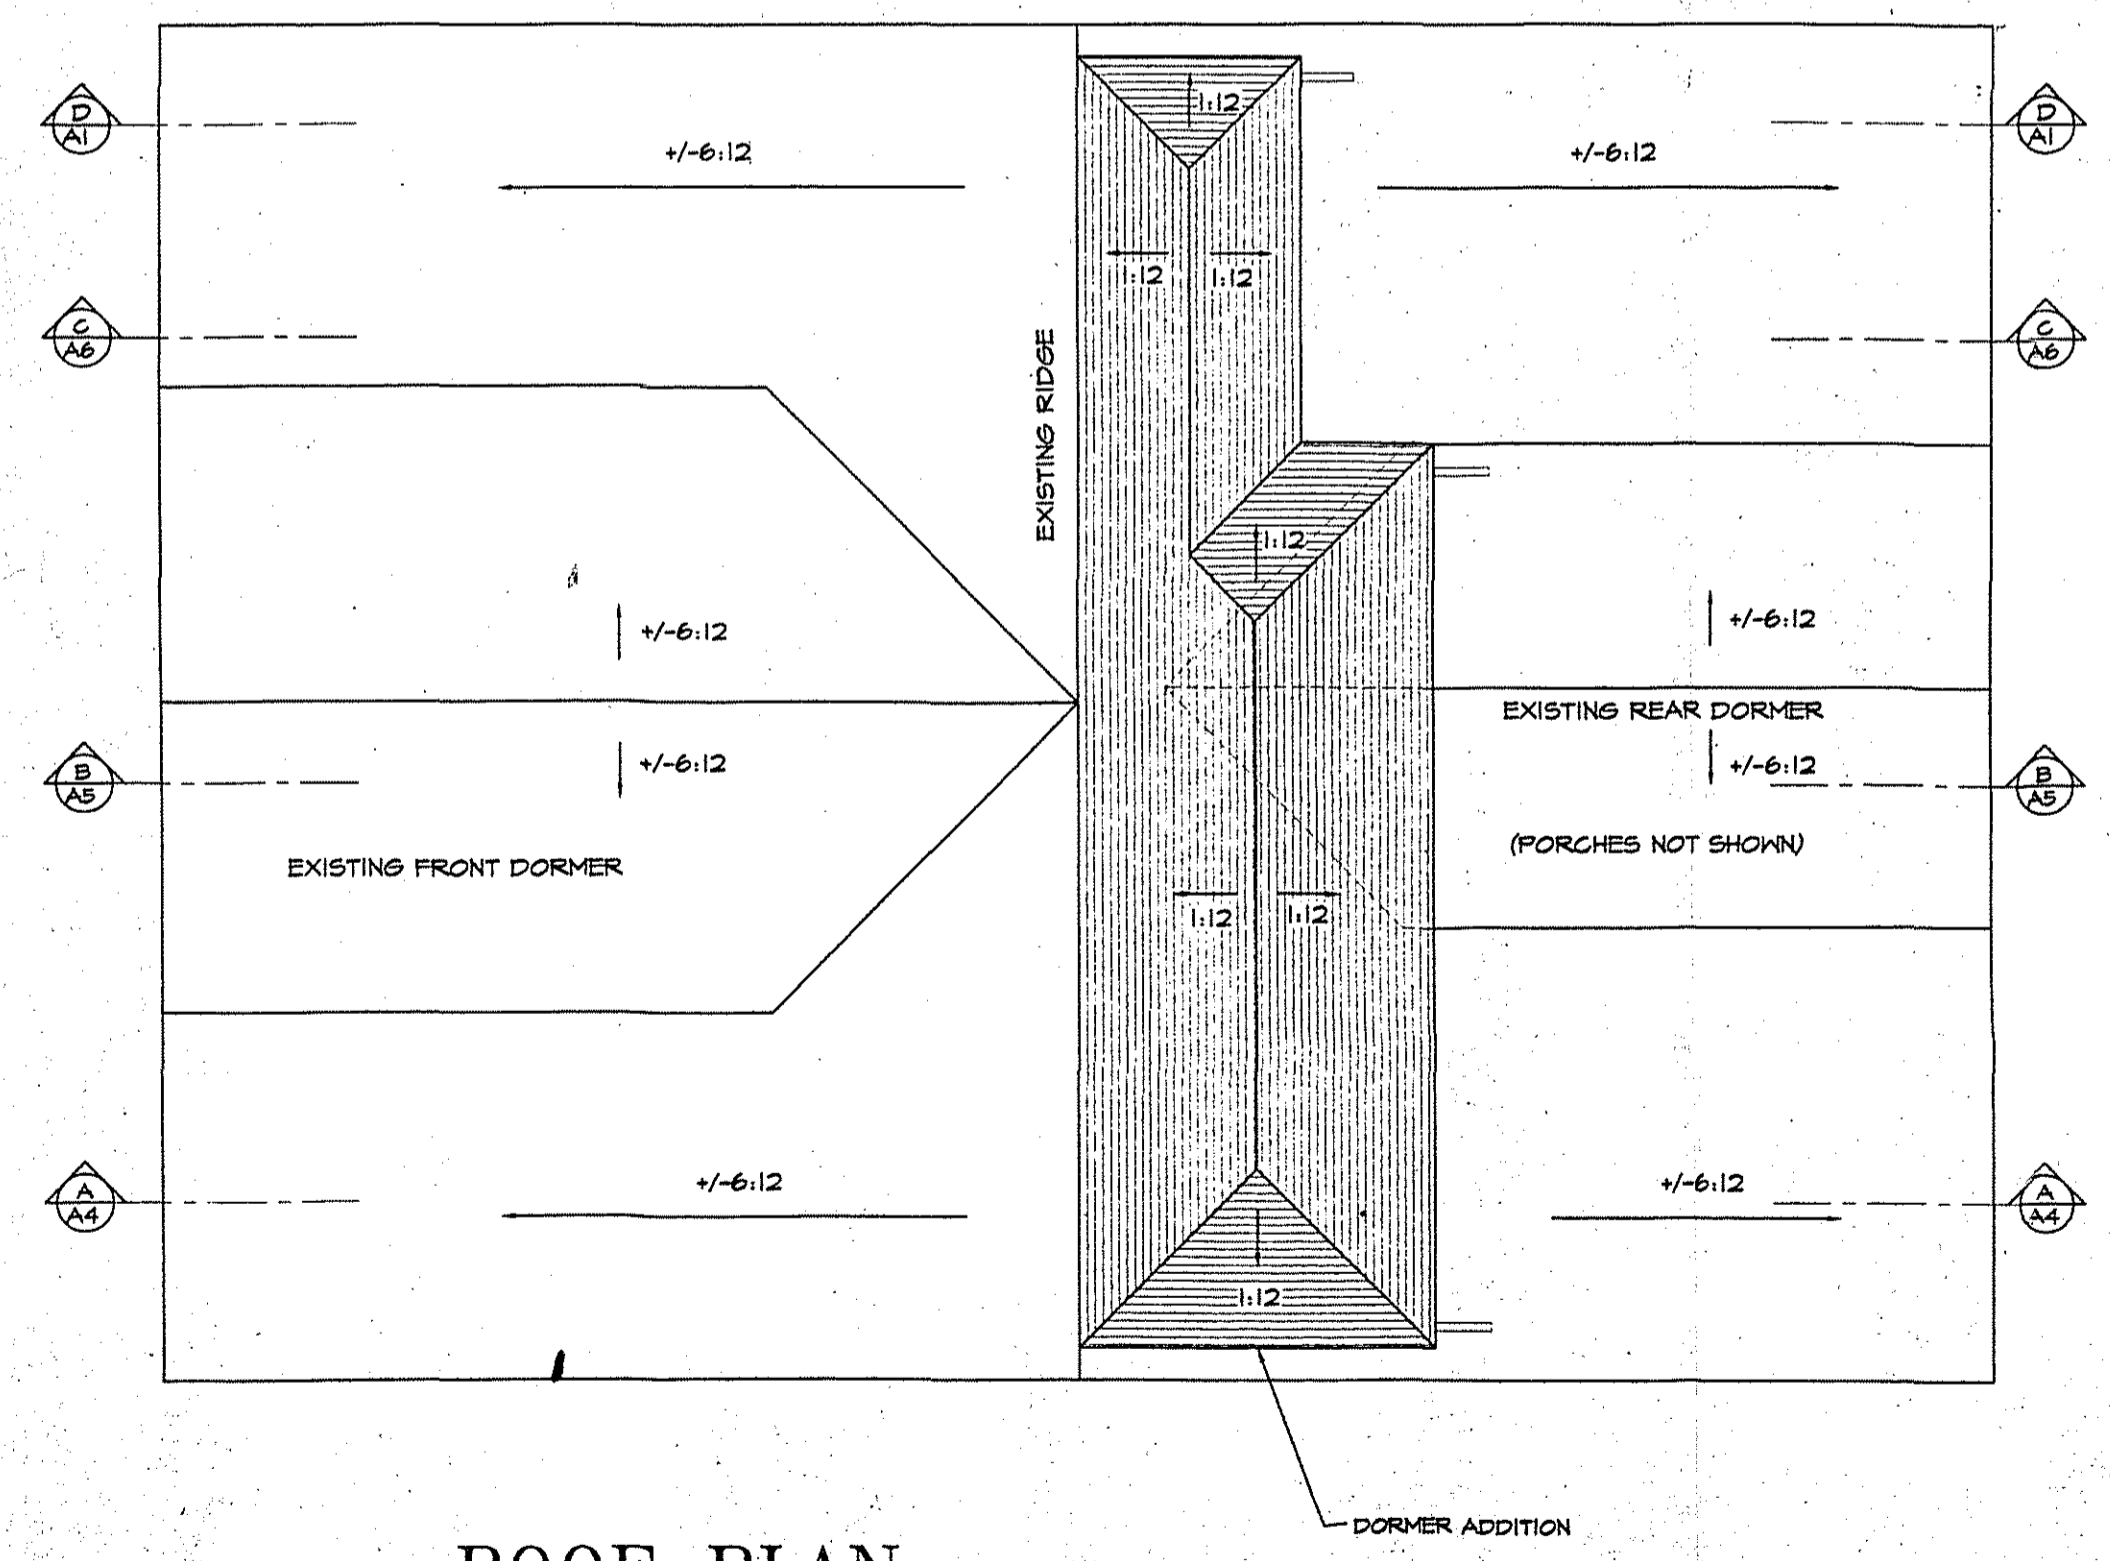 D
A1
D
A1
1:12
+/-6:12
+/-6:12
1:12
1:12
C
A6
C
A6
EXISTING RIDGE
1:12
+/-6:12
+/-6:12
EXISTING REAR DORMER
+/-6:12
+/-6:12
B
A5
B
A5
(PORCHES NOT SHOWN)
EXISTING FRONT DORMER
1:12
1:12
+/-6:12
+/-6:12
A
A4
A
A4
1:12
DORMER ADDITION
ROOF PLAN